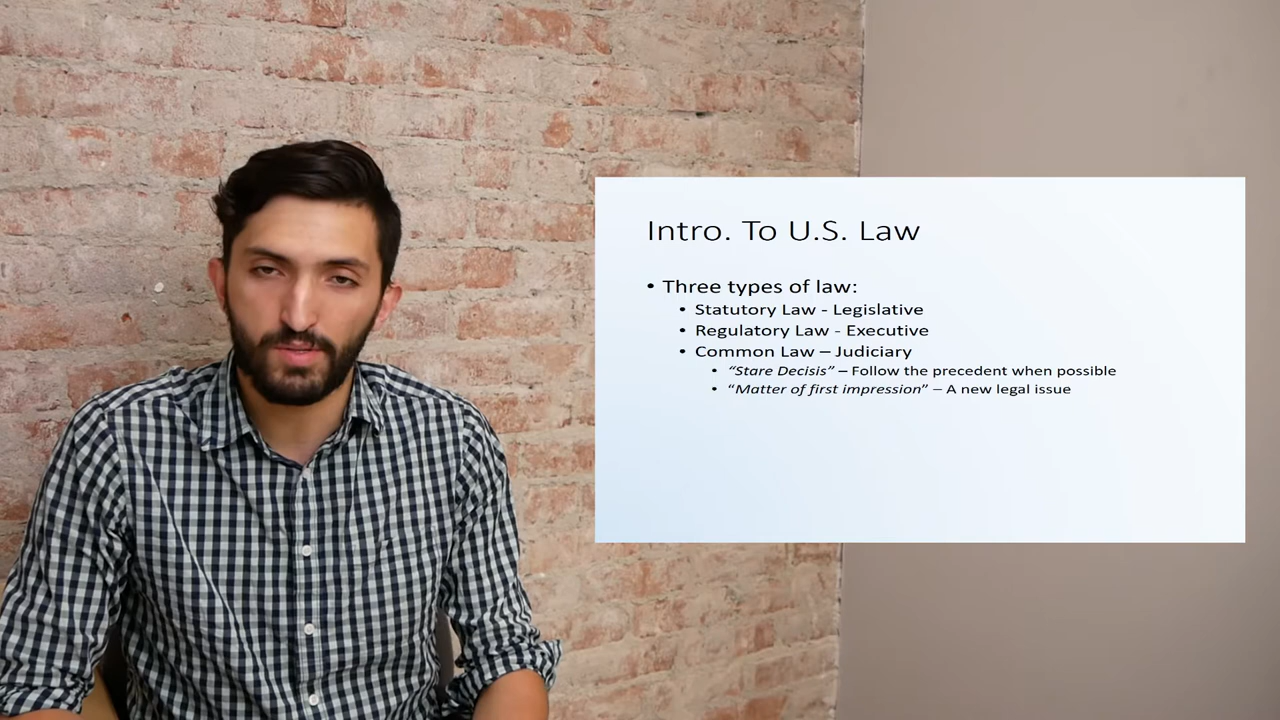 Intro. To U.S. Law
• Three types of law:
• Statutory Law - Legislative
• Regulatory Law - Executive
• Common Law – Judiciary
• “Stare Decisis” – Follow the precedent when possible
• “Matter of first impression” – A new legal issue